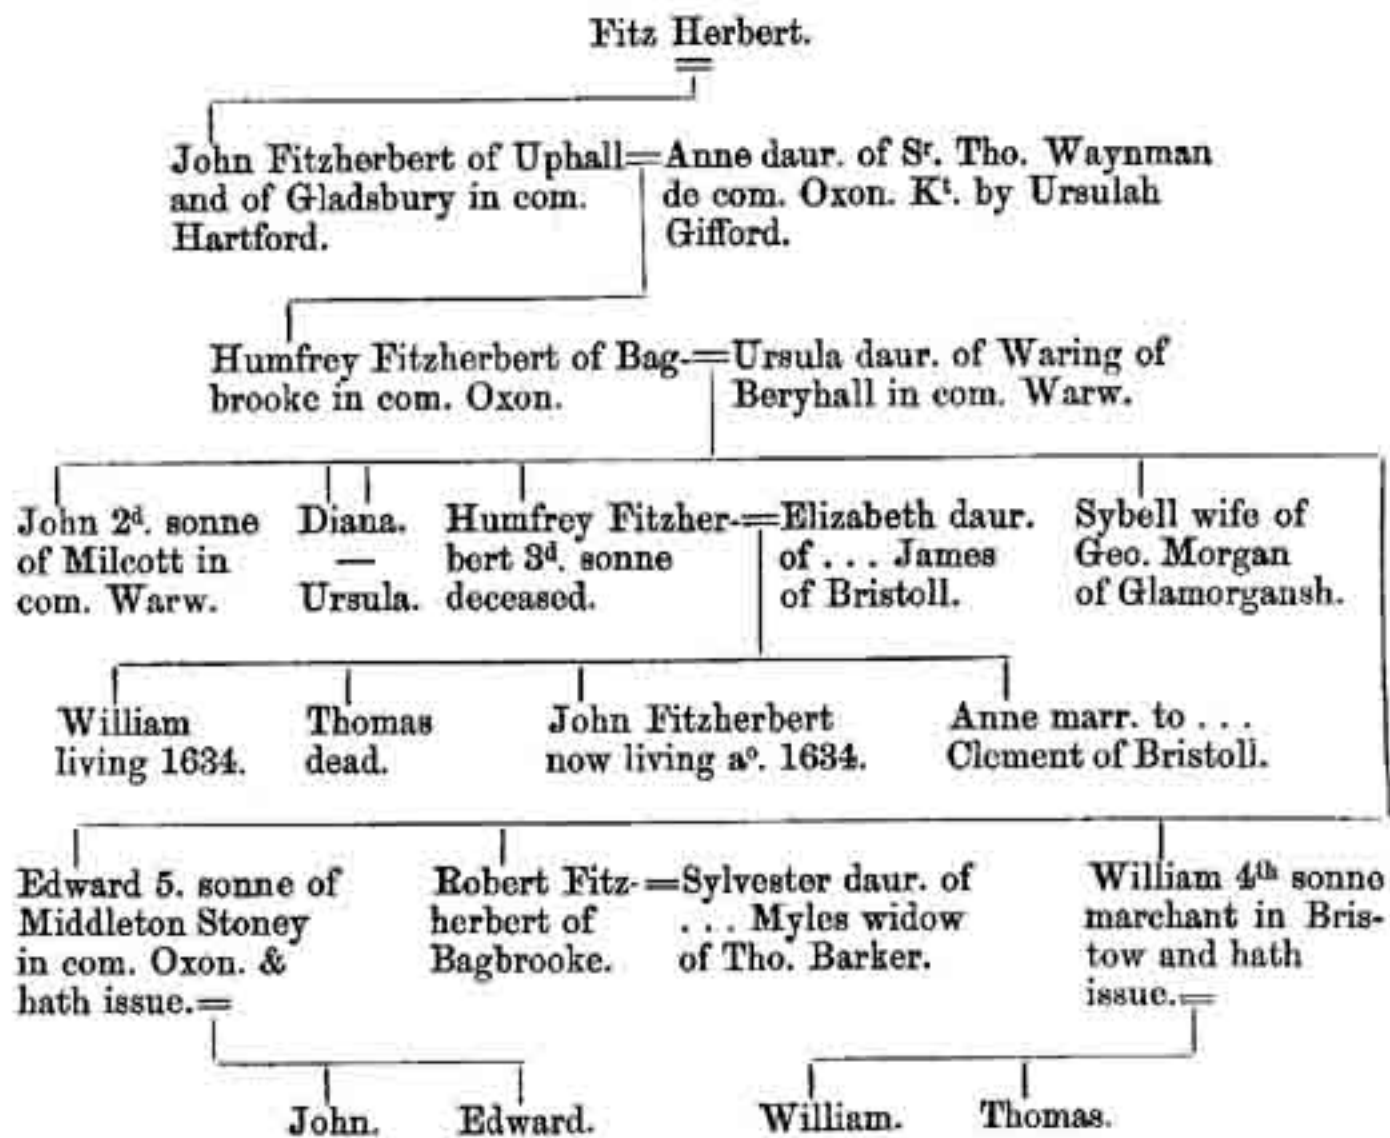 Fitz Herbert.
John Fitzherbert of Uphall=Anne daur. of Sʳ. Tho. Waynman
and of Gladsbury in com. de com. Oxon. Kᵗ. by Ursulah
Hartford. Gifford.
Humfrey Fitzherbert of Bag-=Ursula daur. of Waring of
brooke in com. Oxon. Beryhall in com. Warw.
John 2ᵈ. sonne
of Milcott in
com. Warw.
Diana.
—
Ursula.
Humfrey Fitzher-=Elizabeth daur.
bert 3ᵈ. sonne of . . . James
deceased. of Bristoll.
Sybell wife of
Geo. Morgan
of Glamorgansh.
William
living 1634.
Thomas
dead.
John Fitzherbert
now living aᵒ. 1634.
Anne marr. to . . .
Clement of Bristoll.
Edward 5. sonne of
Middleton Stoney
in com. Oxon. &
hath issue.=
Robert Fitz-=Sylvester daur. of
herbert of . . . Myles widow
Bagbrooke. of Tho. Barker.
William 4ᵗʰ sonne
marchant in Bris-
tow and hath
issue.=
John. Edward. William. Thomas.